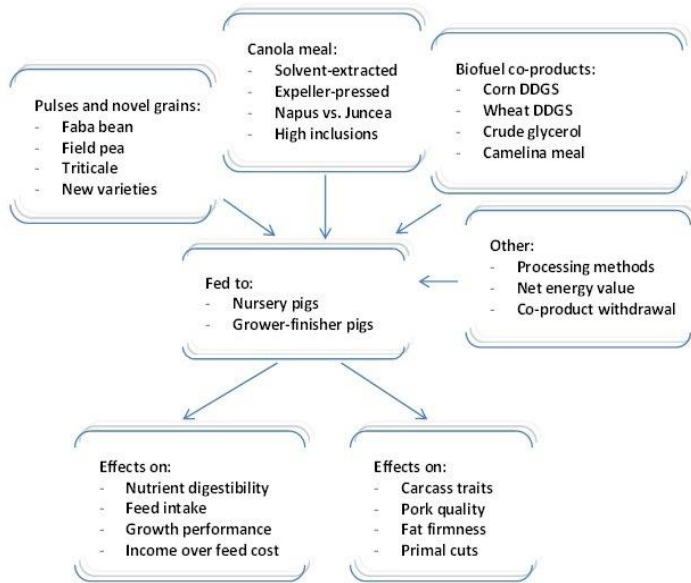 Pulses and novel grains:
- Faba bean
- Field pea
- Triticale
- New varieties
Canola meal:
- Solvent-extracted
- Expeller-pressed
- Napus vs. Juncea
- High inclusions
Biofuel co-products:
- Corn DDGS
- Wheat DDGS
- Crude glycerol
- Camelina meal
Fed to:
- Nursery pigs
- Grower-finisher pigs
Other:
- Processing methods
- Net energy value
- Co-product withdrawal
Effects on:
- Nutrient digestibility
- Feed intake
- Growth performance
- Income over feed cost
Effects on:
- Carcass traits
- Pork quality
- Fat firmness
- Primal cuts